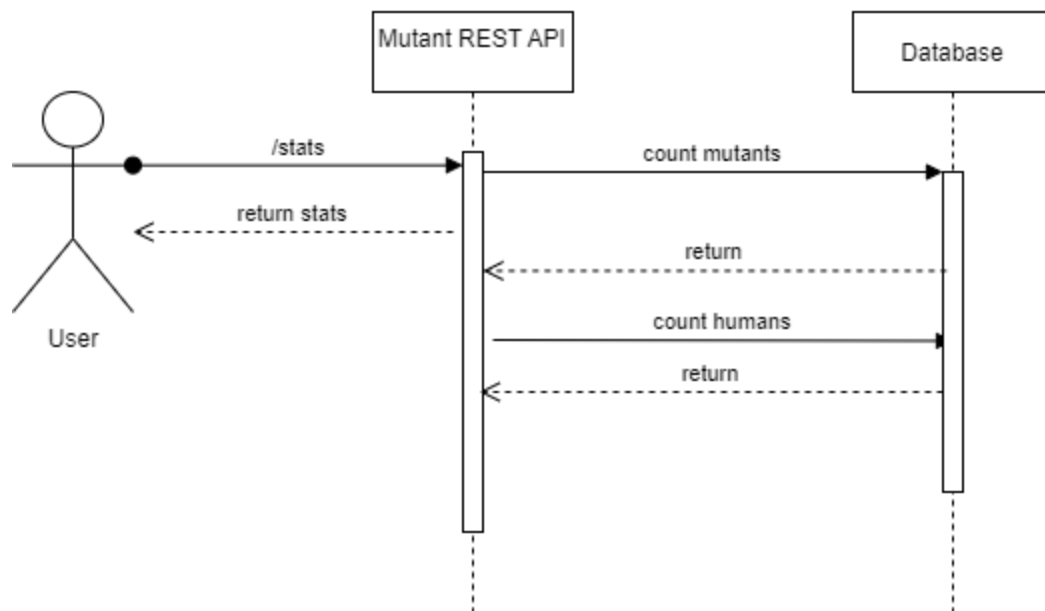 Mutant REST API
Database
/stats
count mutants
return stats
return
count humans
User
return